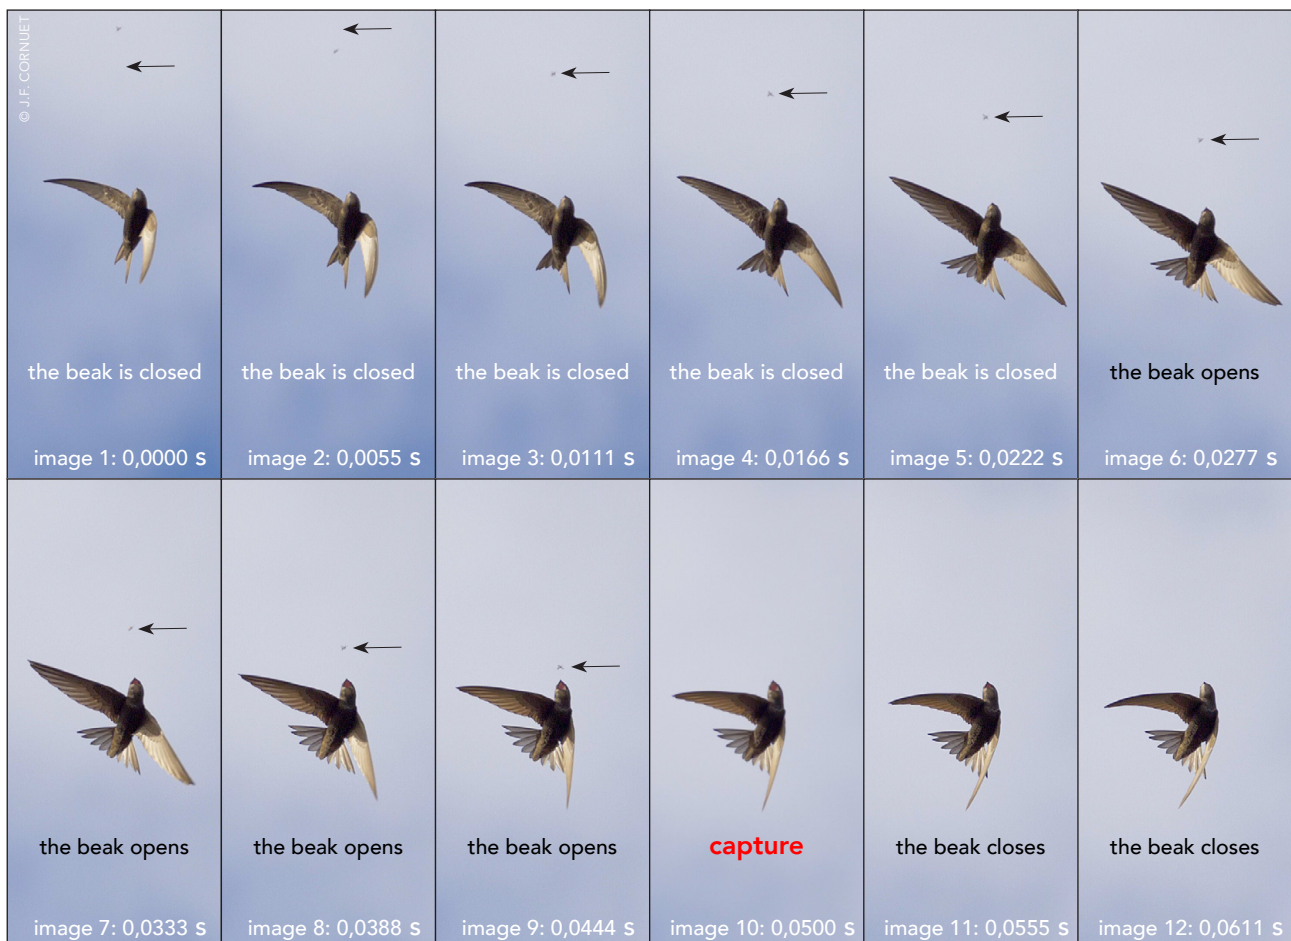 © J.F. CORNUET
the beak is closed
the beak is closed
the beak is closed
the beak is closed
the beak is closed
the beak opens
image 1: 0,0000 s
image 2: 0,0055 s
image 3: 0,0111 s
image 4: 0,0166 s
image 5: 0,0222 s
image 6: 0,0277 s
the beak opens
the beak opens
the beak opens
capture
the beak closes
the beak closes
image 7: 0,0333 s
image 8: 0,0388 s
image 9: 0,0444 s
image 10: 0,0500 s
image 11: 0,0555 s
image 12: 0,0611 s